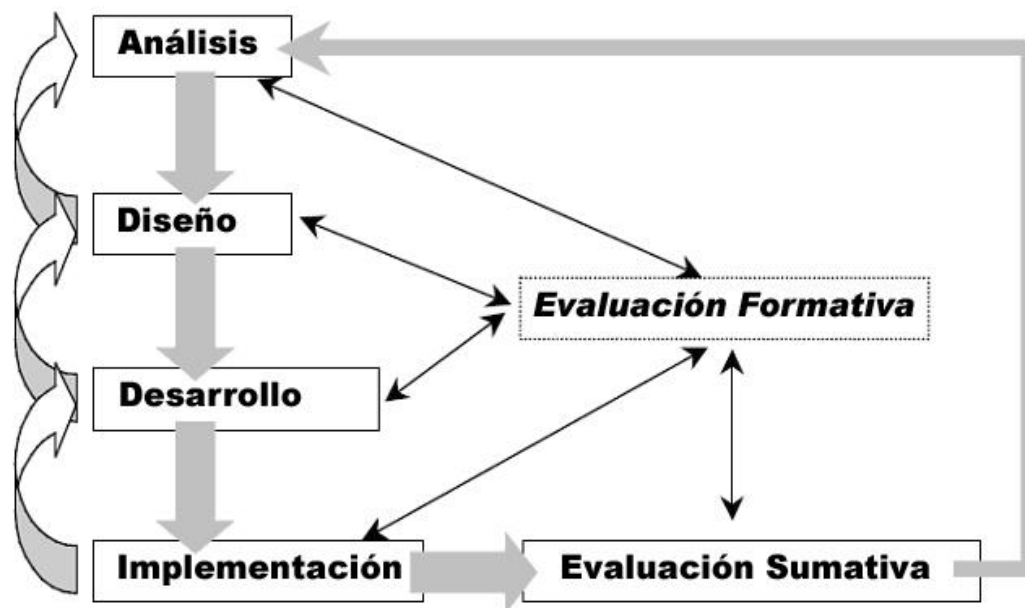 Análisis
Diseño
Evaluación Formativa
Desarrollo
Implementación
Evaluación Sumativa